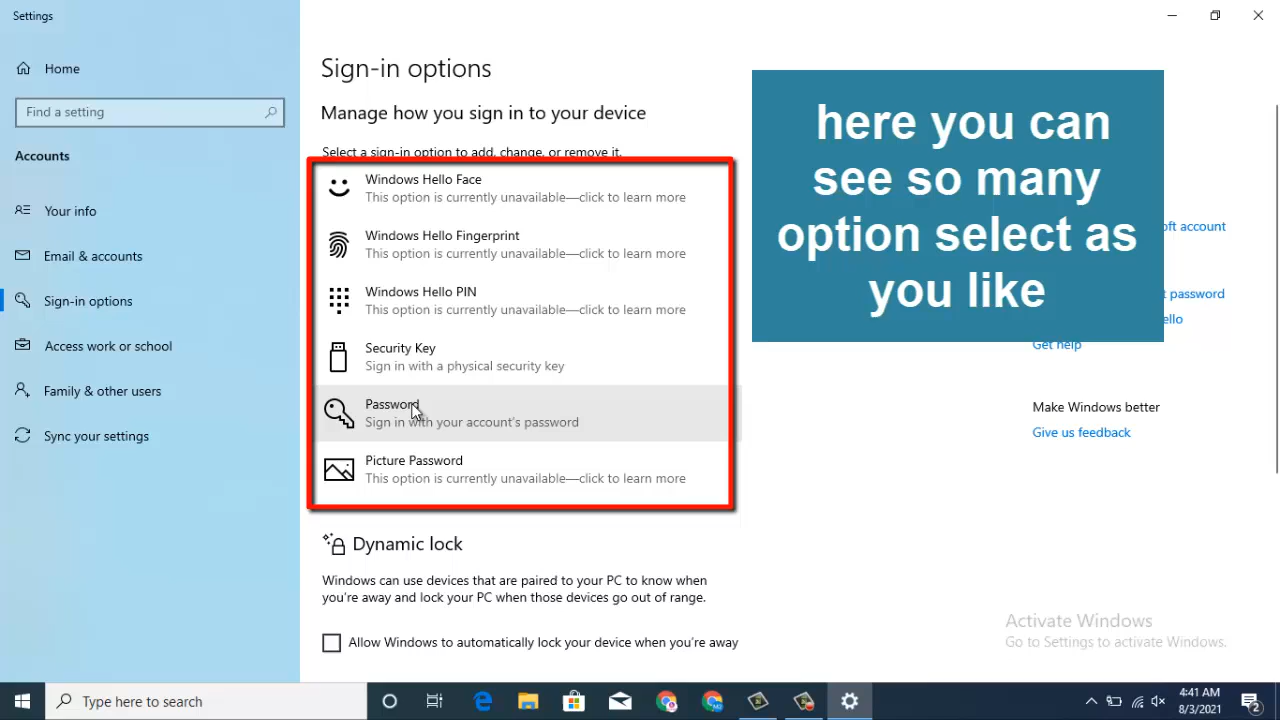 Settings
Home
Find a setting
Accounts
Your info
Email & accounts
Sign-in options
Access work or school
Family & other users
Sync your settings
Sign-in options
Manage how you sign in to your device
Select a sign-in option to add, change, or remove it.
Windows Hello Face
This option is currently unavailable—click to learn more
Windows Hello Fingerprint
This option is currently unavailable—click to learn more
Windows Hello PIN
This option is currently unavailable—click to learn more
Security Key
Sign in with a physical security key
Password
Sign in with your account's password
Picture Password
This option is currently unavailable—click to learn more
Dynamic lock
Windows can use devices that are paired to your PC to know when
you're away and lock your PC when those devices go out of range.
Allow Windows to automatically lock your device when you're away
here you can
see so many
option select as
you like
account
password
Get help
Make Windows better
Give us feedback
Activate Windows
Go to Settings to activate Windows.
Type here to search
4:41 AM
8/3/2021
2